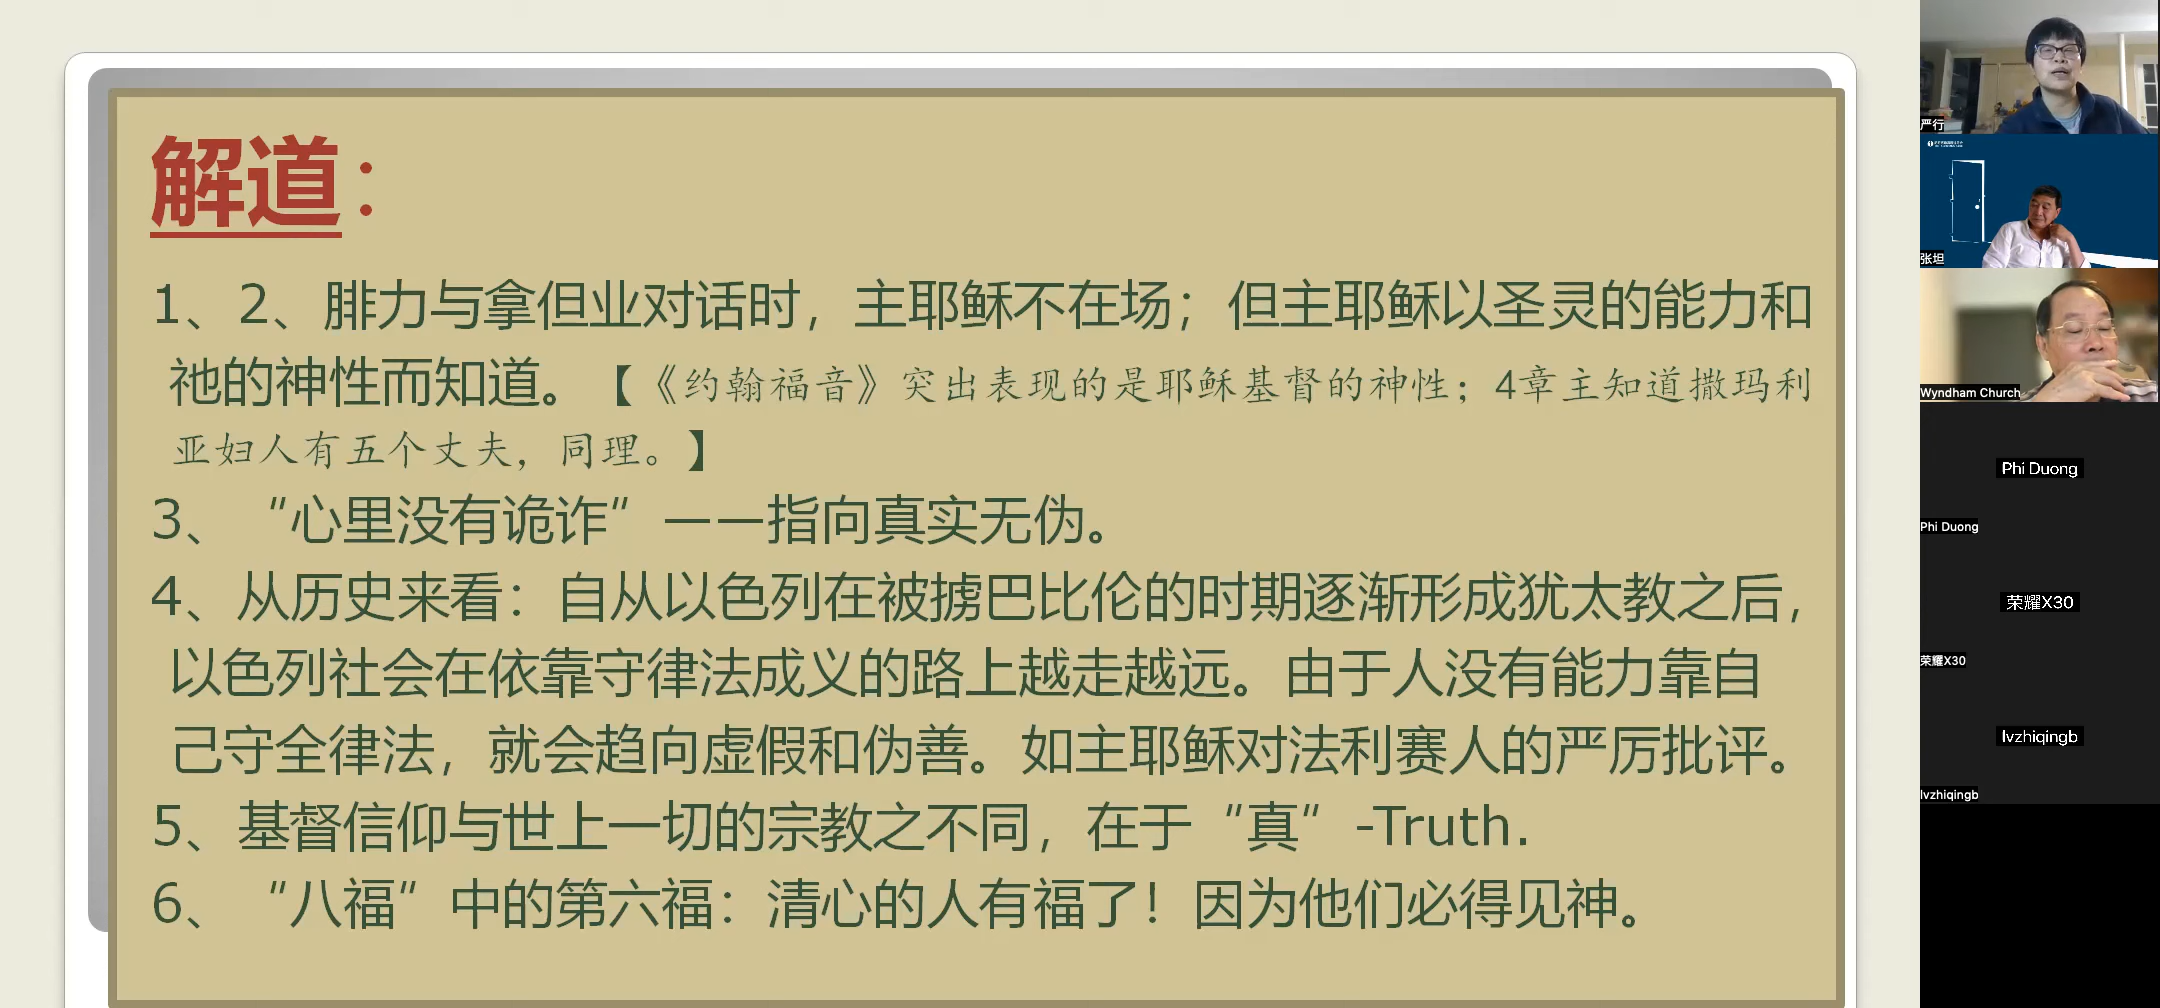 解道：
1、2、腓力与拿但业对话时，主耶稣不在场；但主耶稣以圣灵的能力和
祂的神性而知道。【《约翰福音》突出表现的是耶稣基督的神性；4章主知道撒玛利
亚妇人有五个丈夫，同理。】
3、“心里没有诡诈”——指向真实无伪。
4、从历史来看：自从以色列在被掳巴比伦的时期逐渐形成犹太教之后，
以色列社会在依靠守律法成义的路上越走越远。由于人没有能力靠自
己守全律法，就会趋向虚假和伪善。如主耶稣对法利赛人的严厉批评。
5、基督信仰与世上一切的宗教之不同，在于“真”-Truth.
6、“八福”中的第六福：清心的人有福了！因为他们必得见神。
严行
张坦
Wyndham Church
Phi Duong
Phi Duong
荣耀X30
荣耀X30
lvzhiqingb
lvzhiqingb